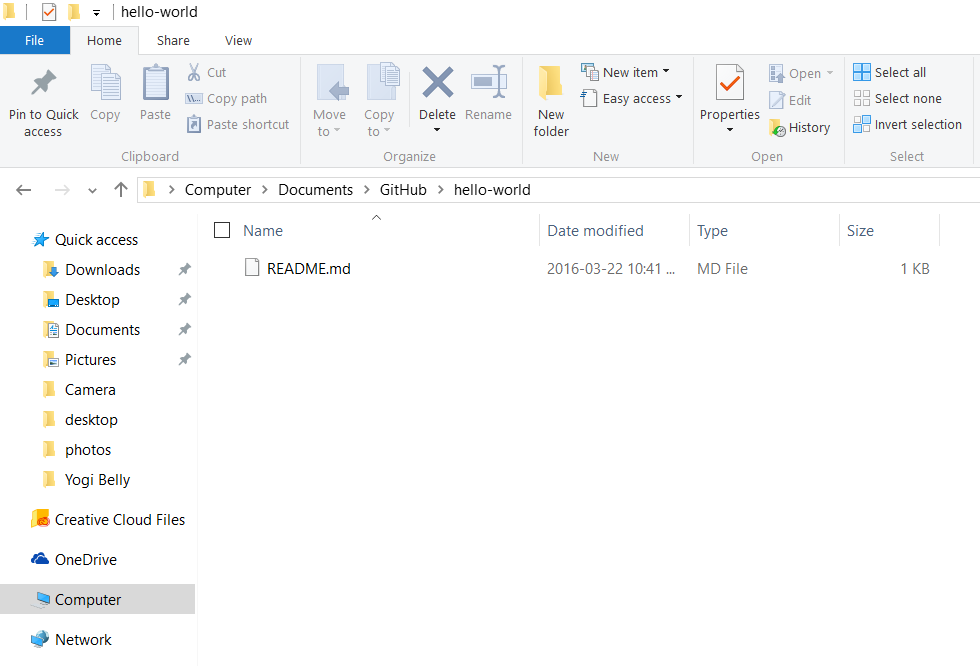 hello-world
File Home Share View
Pin to Quick access
Copy
Paste
Cut
Copy path
Paste shortcut
Clipboard
Move to
Copy to
Delete
Rename
Organize
New folder
New item
Easy access
New
Properties
Open
Edit
History
Open
Select all
Select none
Invert selection
Select
Computer Documents GitHub hello-world
Name Date modified Type Size
README.md 2016-03-22 10:41 ... MD File 1 KB
Quick access
Downloads
Desktop
Documents
Pictures
Camera
desktop
photos
Yogi Belly
Creative Cloud Files
OneDrive
Computer
Network